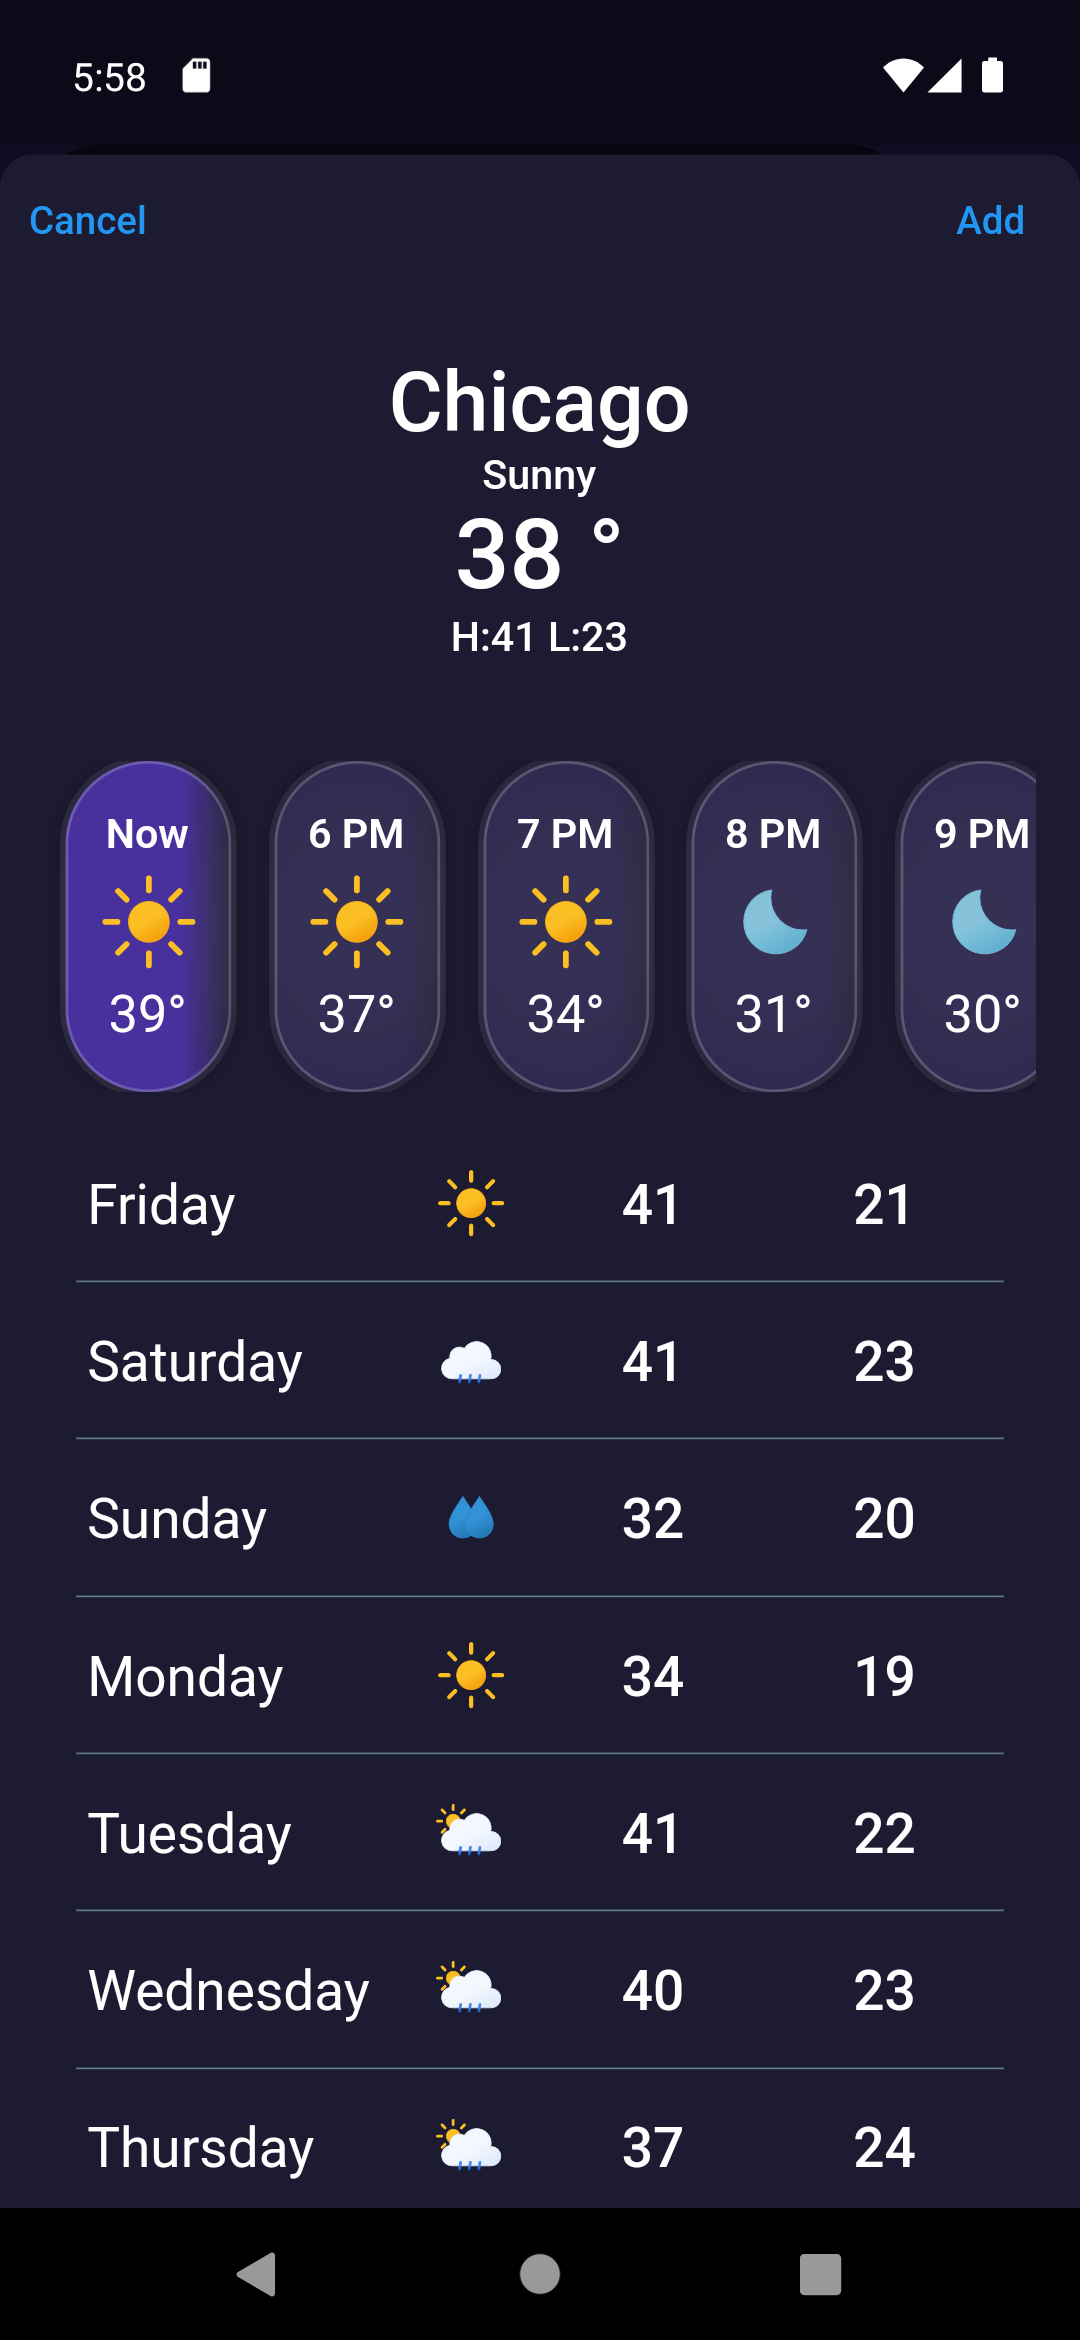 5:58
Cancel Add
Chicago
Sunny
38 °
H:41 L:23
Now 6 PM 7 PM 8 PM 9 PM
39° 37° 34° 31° 30°
Friday 41 21
Saturday 41 23
Sunday 32 20
Monday 34 19
Tuesday 41 22
Wednesday 40 23
Thursday 37 24